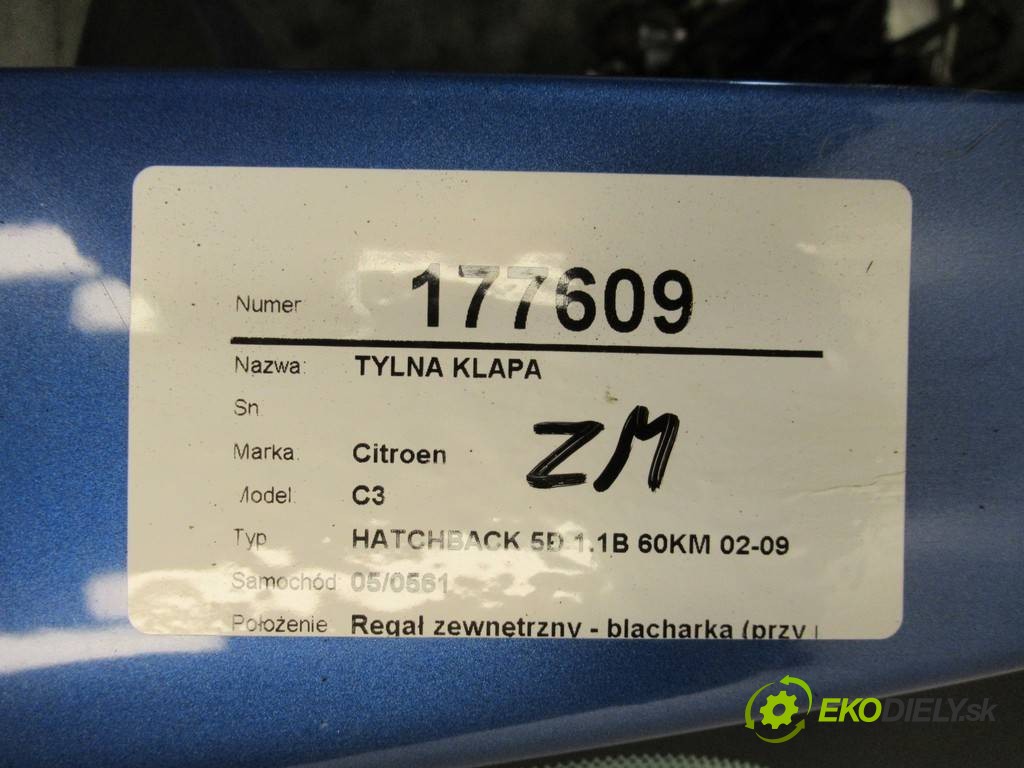 Numer 177609
Nazwa: TYLNA KLAPA
Sn:
ZM
Marka: Citroen
Model: C3
Typ HATCHBACK 5D 1.1B 60KM 02-09
Samochód: 05/0561
Położenie Regał zewnętrzny - blacharka (przy
EKODIELY.sk